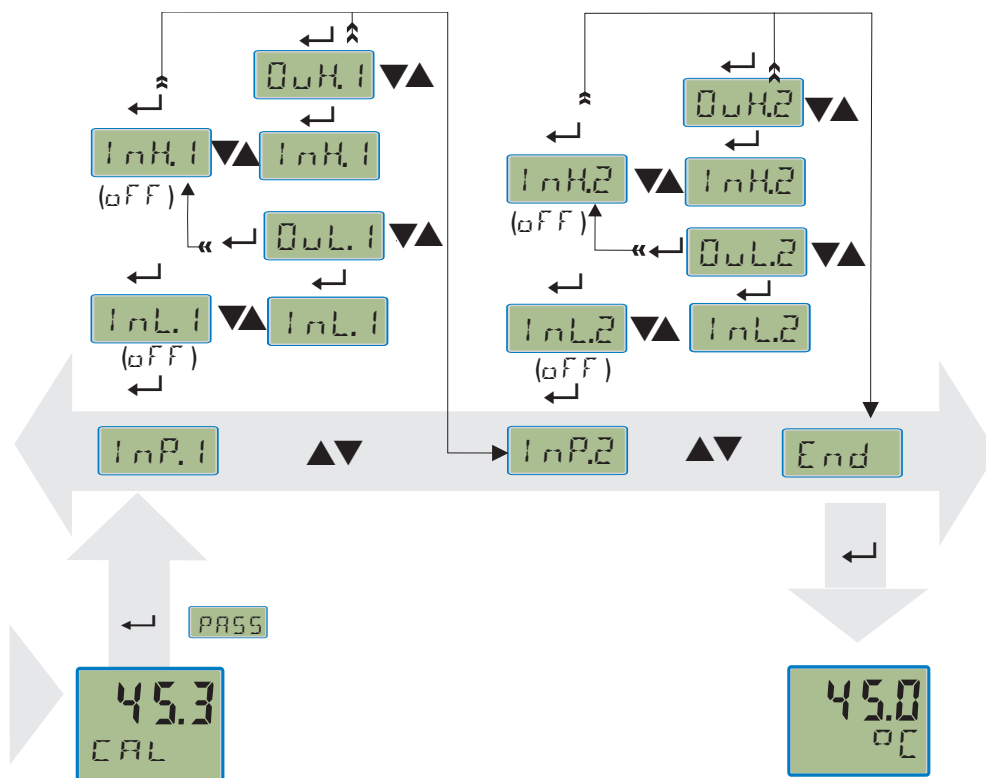 OuH.1
InH.1 InH.1
(oFF)
OuL.1
InL.1 InL.1
(oFF)
OuH.2
InH.2 InH.2
(oFF)
OuL.2
InL.2 InL.2
(oFF)
InP.1 InP.2 End
PASS
45.3
CAL
45.0
°C